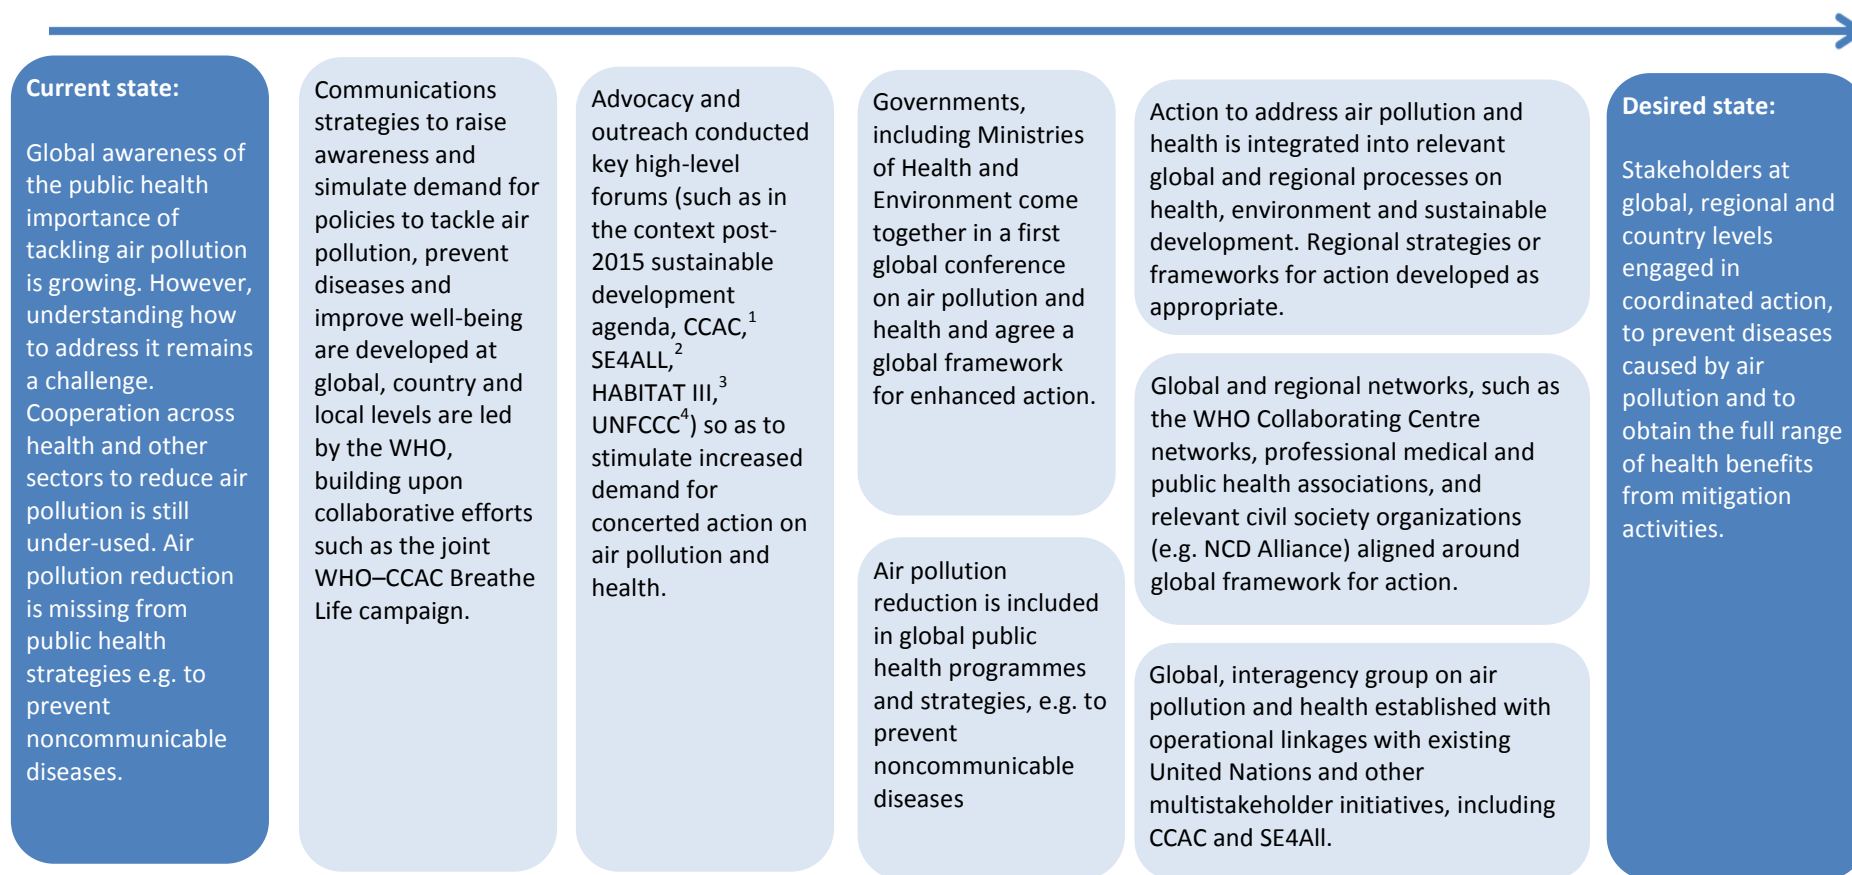 Current state:
Global awareness of
the public health
importance of
tackling air pollution
is growing. However,
understanding how
to address it remains
a challenge.
Cooperation across
health and other
sectors to reduce air
pollution is still
under-used. Air
pollution reduction
is missing from
public health
strategies e.g. to
prevent
noncommunicable
diseases.
Communications
strategies to raise
awareness and
simulate demand for
policies to tackle air
pollution, prevent
diseases and
improve well-being
are developed at
global, country and
local levels are led
by the WHO,
building upon
collaborative efforts
such as the joint
WHO–CCAC Breathe
Life campaign.
Advocacy and
outreach conducted
key high-level
forums (such as in
the context post-
2015 sustainable
development
agenda, CCAC,1
SE4ALL,2
HABITAT III,3
UNFCCC4) so as to
stimulate increased
demand for
concerted action on
air pollution and
health.
Governments,
including Ministries
of Health and
Environment come
together in a first
global conference
on air pollution and
health and agree a
global framework
for enhanced action.
Air pollution
reduction is included
in global public
health programmes
and strategies, e.g. to
prevent
noncommunicable
diseases
Action to address air pollution and
health is integrated into relevant
global and regional processes on
health, environment and sustainable
development. Regional strategies or
frameworks for action developed as
appropriate.
Global and regional networks, such as
the WHO Collaborating Centre
networks, professional medical and
public health associations, and
relevant civil society organizations
(e.g. NCD Alliance) aligned around
global framework for action.
Global, interagency group on air
pollution and health established with
operational linkages with existing
United Nations and other
multistakeholder initiatives, including
CCAC and SE4All.
Desired state:
Stakeholders at
global, regional and
country levels
engaged in
coordinated action,
to prevent diseases
caused by air
pollution and to
obtain the full range
of health benefits
from mitigation
activities.